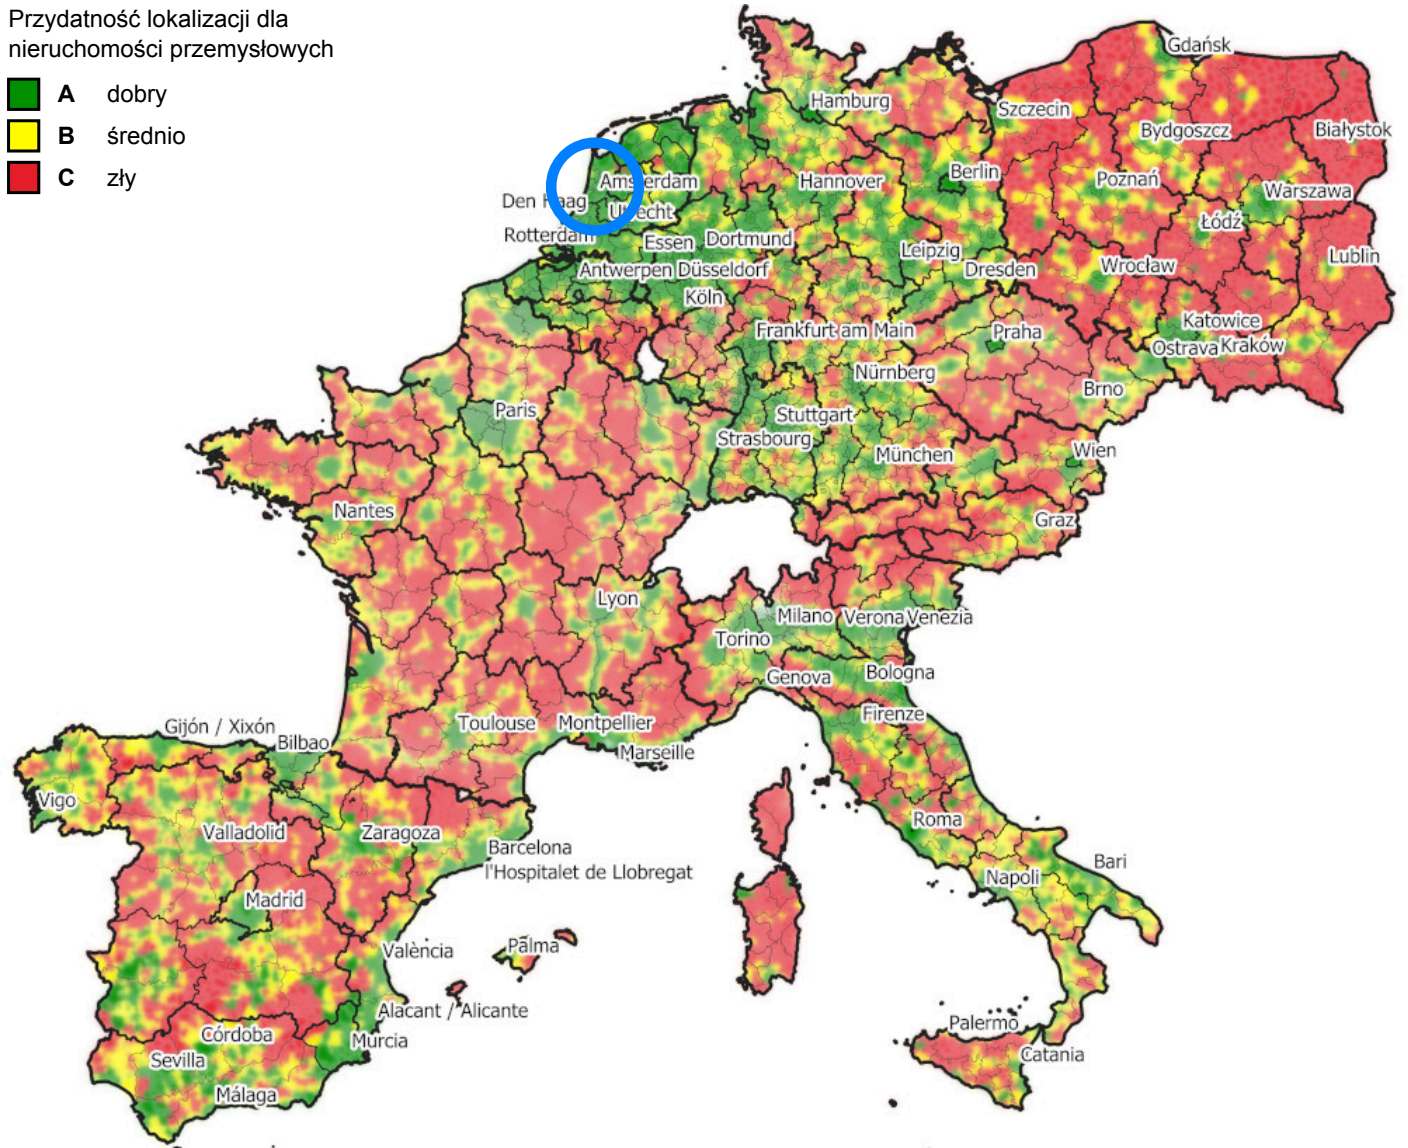 Przydatność lokalizacji dla
nieruchomości przemysłowych
A dobry
B średnio
C zły
Gdańsk
Hamburg
Szczecin
Bydgoszcz
Białystok
Amsterdam
Hannover
Berlin
Poznań
Warszawa
Den Haag
Utrecht
Łódź
Rotterdam
Essen
Dortmund
Leipzig
Lublin
Antwerpen
Düsseldorf
Dresden
Wrocław
Köln
Katowice
Frankfurt am Main
Praha
Ostrava
Kraków
Nürnberg
Brno
Paris
Stuttgart
Strasbourg
München
Wien
Nantes
Graz
Lyon
Milano
Verona
Venezia
Torino
Genova
Bologna
Firenze
Gijón / Xixón
Bilbao
Toulouse
Montpellier
Marseille
Vigo
Valladolid
Zaragoza
Roma
Barcelona
l'Hospitalet de Llobregat
Bari
Napoli
Madrid
València
Palma
Alacant / Alicante
Palermo
Córdoba
Murcia
Sevilla
Catania
Málaga